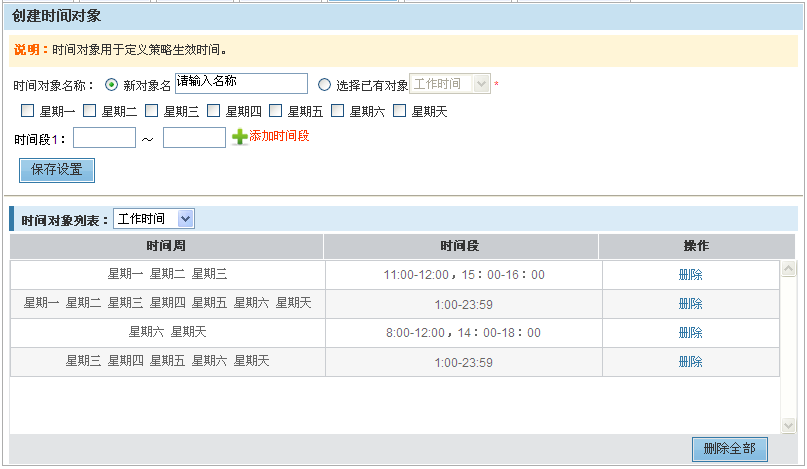 创建时间对象
说明：时间对象用于定义策略生效时间。
时间对象名称： 新对象名 请输入名称 选择已有对象 工作时间 *
星期一 星期二 星期三 星期四 星期五 星期六 星期天
时间段1： ～ 添加时间段
保存设置
时间对象列表： 工作时间
时间周 时间段 操作
星期一 星期二 星期三 11:00-12:00，15：00-16：00 删除
星期一 星期二 星期三 星期四 星期五 星期六 星期天 1:00-23:59 删除
星期六 星期天 8:00-12:00，14：00-18：00 删除
星期三 星期四 星期五 星期六 星期天 1:00-23:59 删除
删除全部